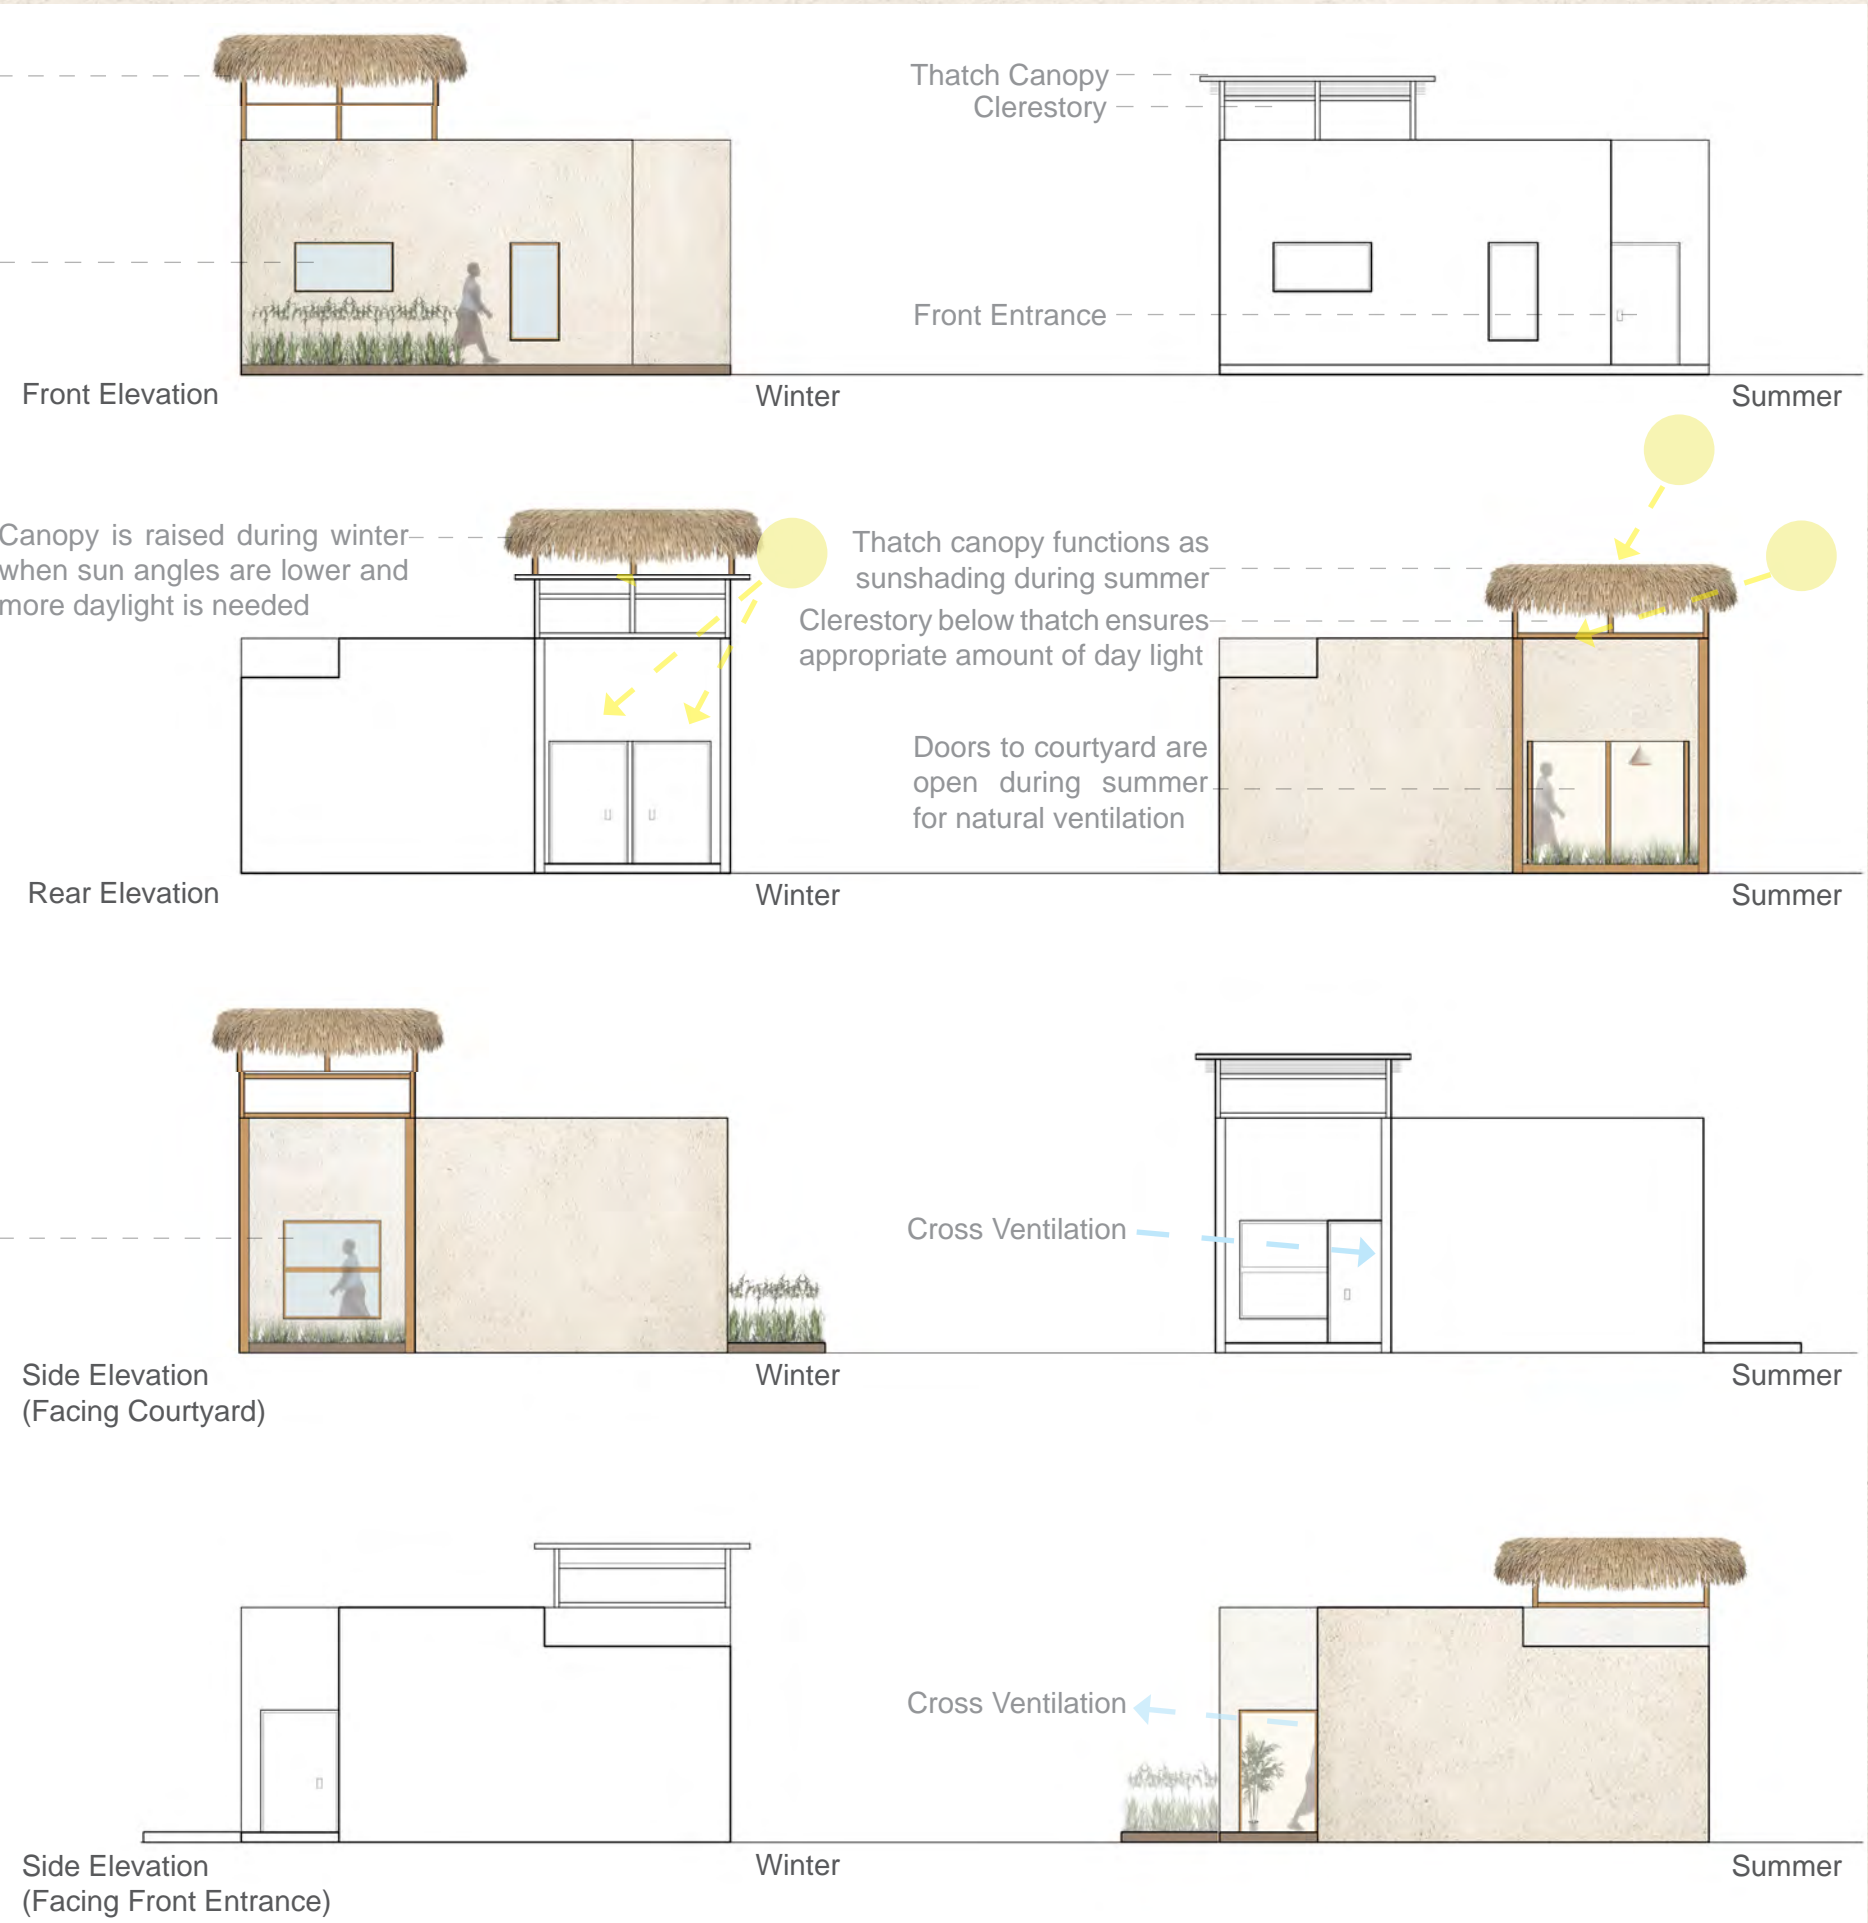 Thatch Canopy
Clerestory
Front Entrance
Front Elevation
Winter
Summer
Canopy is raised during winter
when sun angles are lower and
more daylight is needed
Thatch canopy functions as
sunshading during summer
Clerestory below thatch ensures
appropriate amount of day light
Doors to courtyard are
open during summer
for natural ventilation
Rear Elevation
Winter
Summer
Cross Ventilation
Side Elevation
(Facing Courtyard)
Winter
Summer
Cross Ventilation
Side Elevation
(Facing Front Entrance)
Winter
Summer